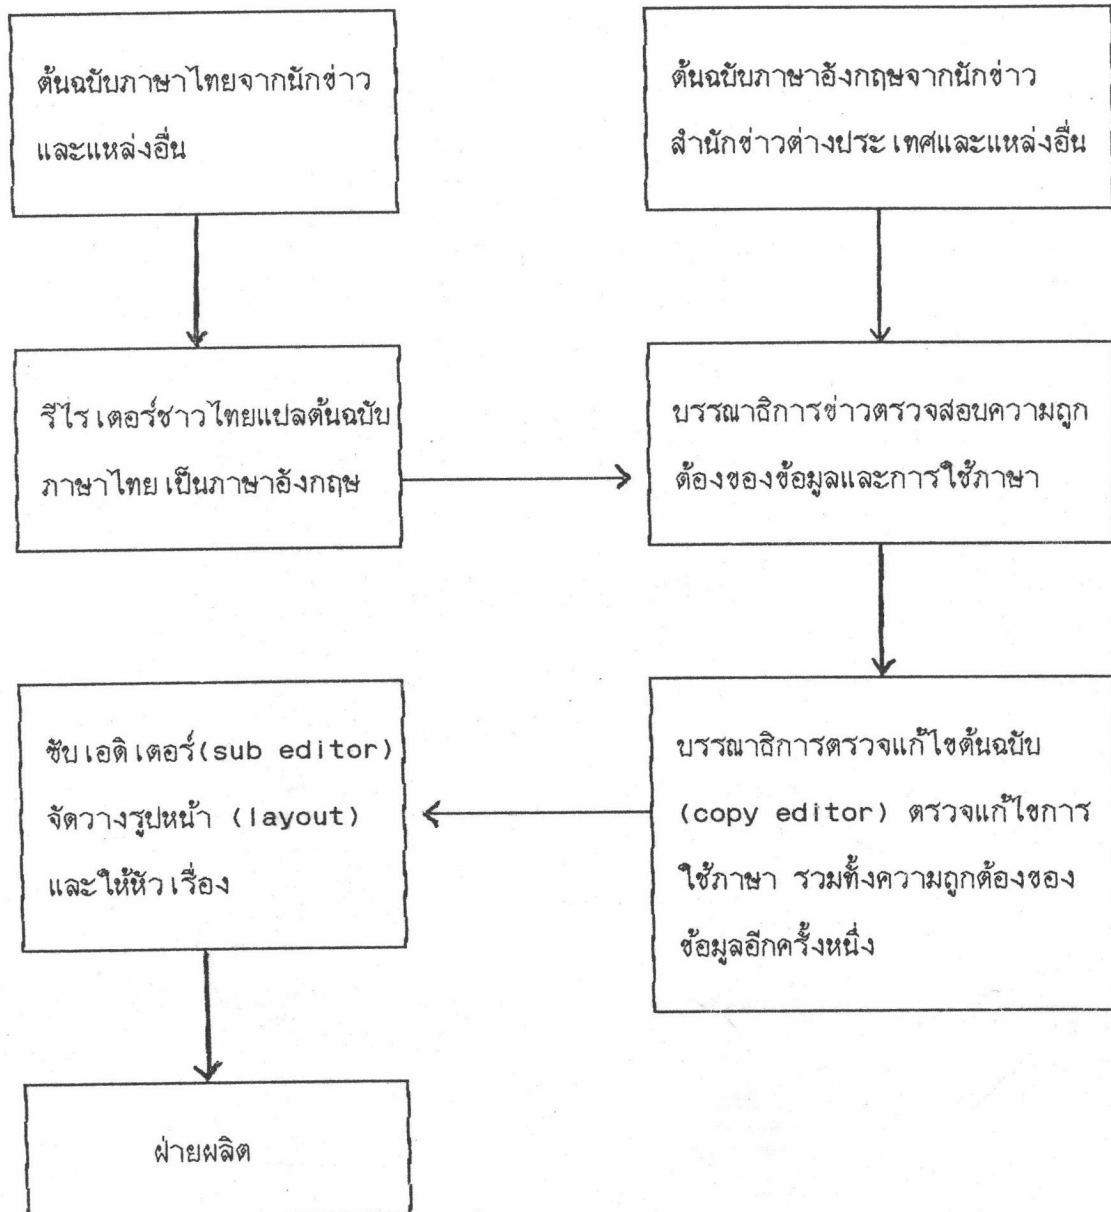 ต้นฉบับภาษาไทยจากนักข่าว
และแหล่งอื่น
ต้นฉบับภาษาอังกฤษจากนักข่าว
สำนักข่าวต่างประเทศและแหล่งอื่น
รีไรเตอร์ชาวไทยแปลต้นฉบับ
ภาษาไทยเป็นภาษาอังกฤษ
บรรณาธิการข่าวตรวจสอบความถูก
ต้องของข้อมูลและการใช้ภาษา
บรรณาธิการตรวจแก้ไขต้นฉบับ
(copy editor) ตรวจแก้ไขการ
ใช้ภาษา รวมทั้งความถูกต้องของ
ข้อมูลอีกครั้งหนึ่ง
ซับเอดิเตอร์(sub editor)
จัดวางรูปหน้า (layout)
และให้หัวเรื่อง
ฝ่ายผลิต